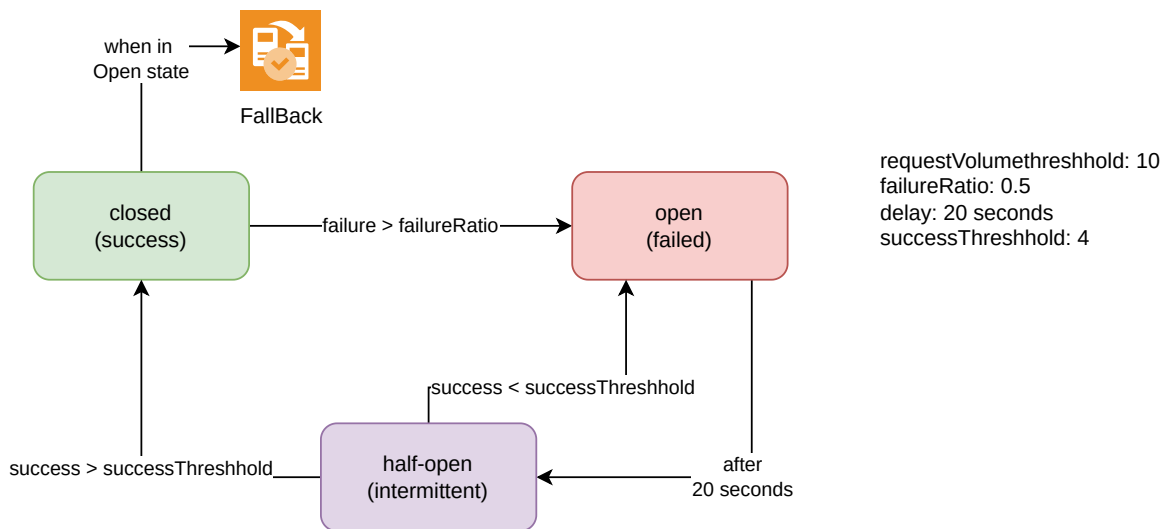 when in
Open state
FallBack
requestVolumethreshhold: 10
failureRatio: 0.5
delay: 20 seconds
successThreshhold: 4
closed
(success)
failure > failureRatio
open
(failed)
success < successThreshhold
success > successThreshhold
half-open
(intermittent)
after
20 seconds